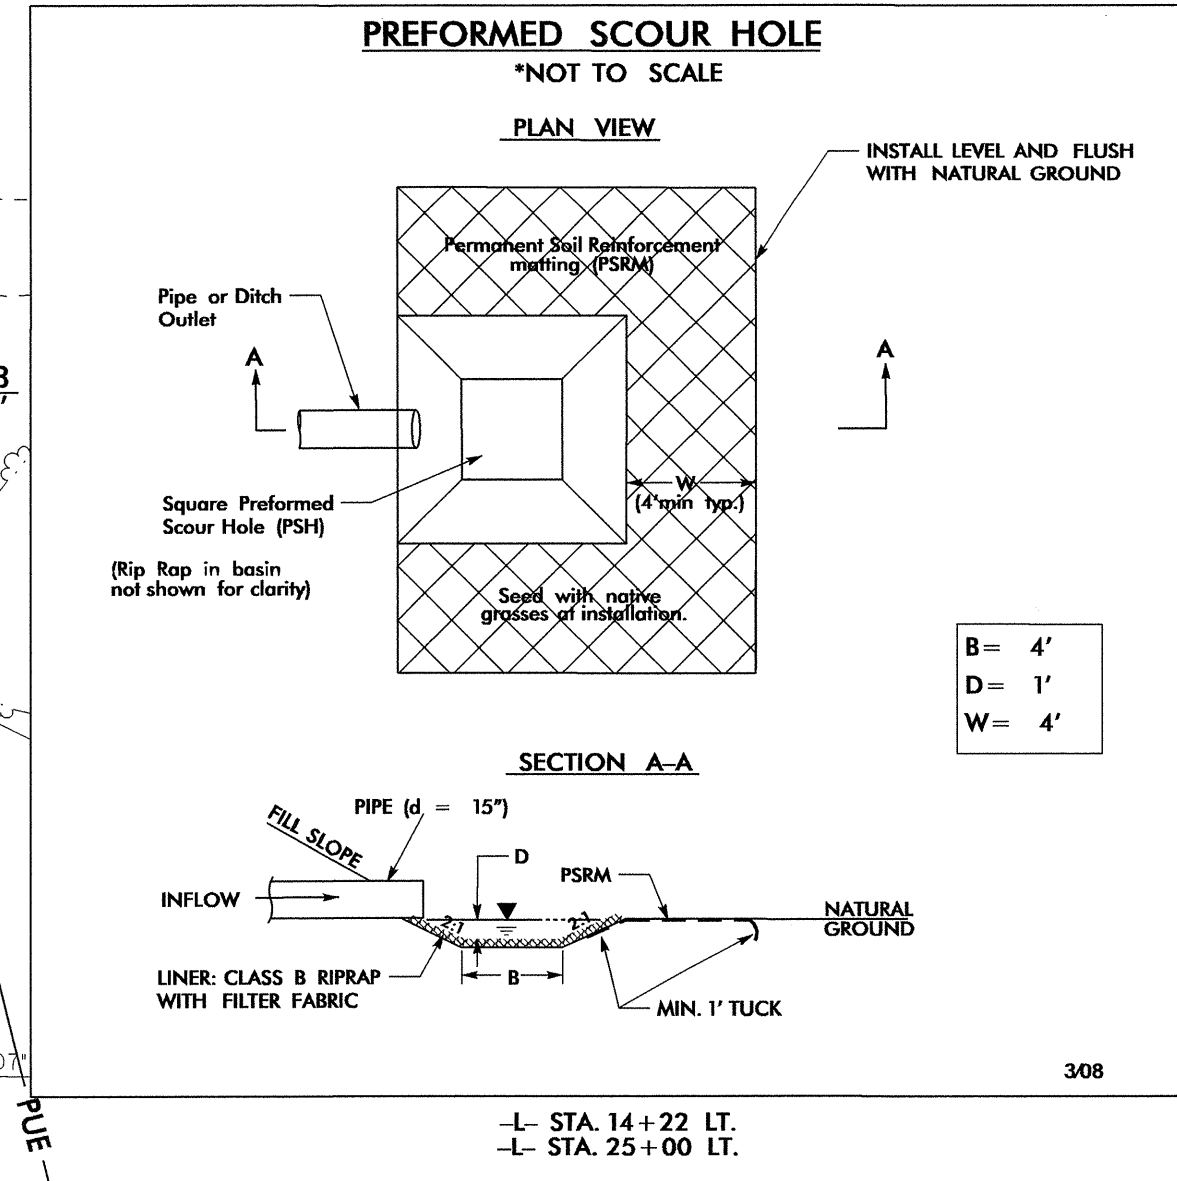 PREFORMED SCOUR HOLE
*NOT TO SCALE
PLAN VIEW
INSTALL LEVEL AND FLUSH
WITH NATURAL GROUND
Permanent Soil Reinforcement
matting (PSRM)
Pipe or Ditch
Outlet
A
A
W
(4'min typ.)
Square Preformed
Scour Hole (PSH)
(Rip Rap in basin
not shown for clarity)
Seed with native
grasses at installation.
B= 4'
D= 1'
W= 4'
SECTION A-A
PIPE (d = 15")
FILL SLOPE
D
PSRM
INFLOW
2:1
2:1
NATURAL
GROUND
B
LINER: CLASS B RIPRAP
WITH FILTER FABRIC
MIN. 1' TUCK
3/08
07"
PUE
-L- STA. 14+22 LT.
-L- STA. 25+00 LT.